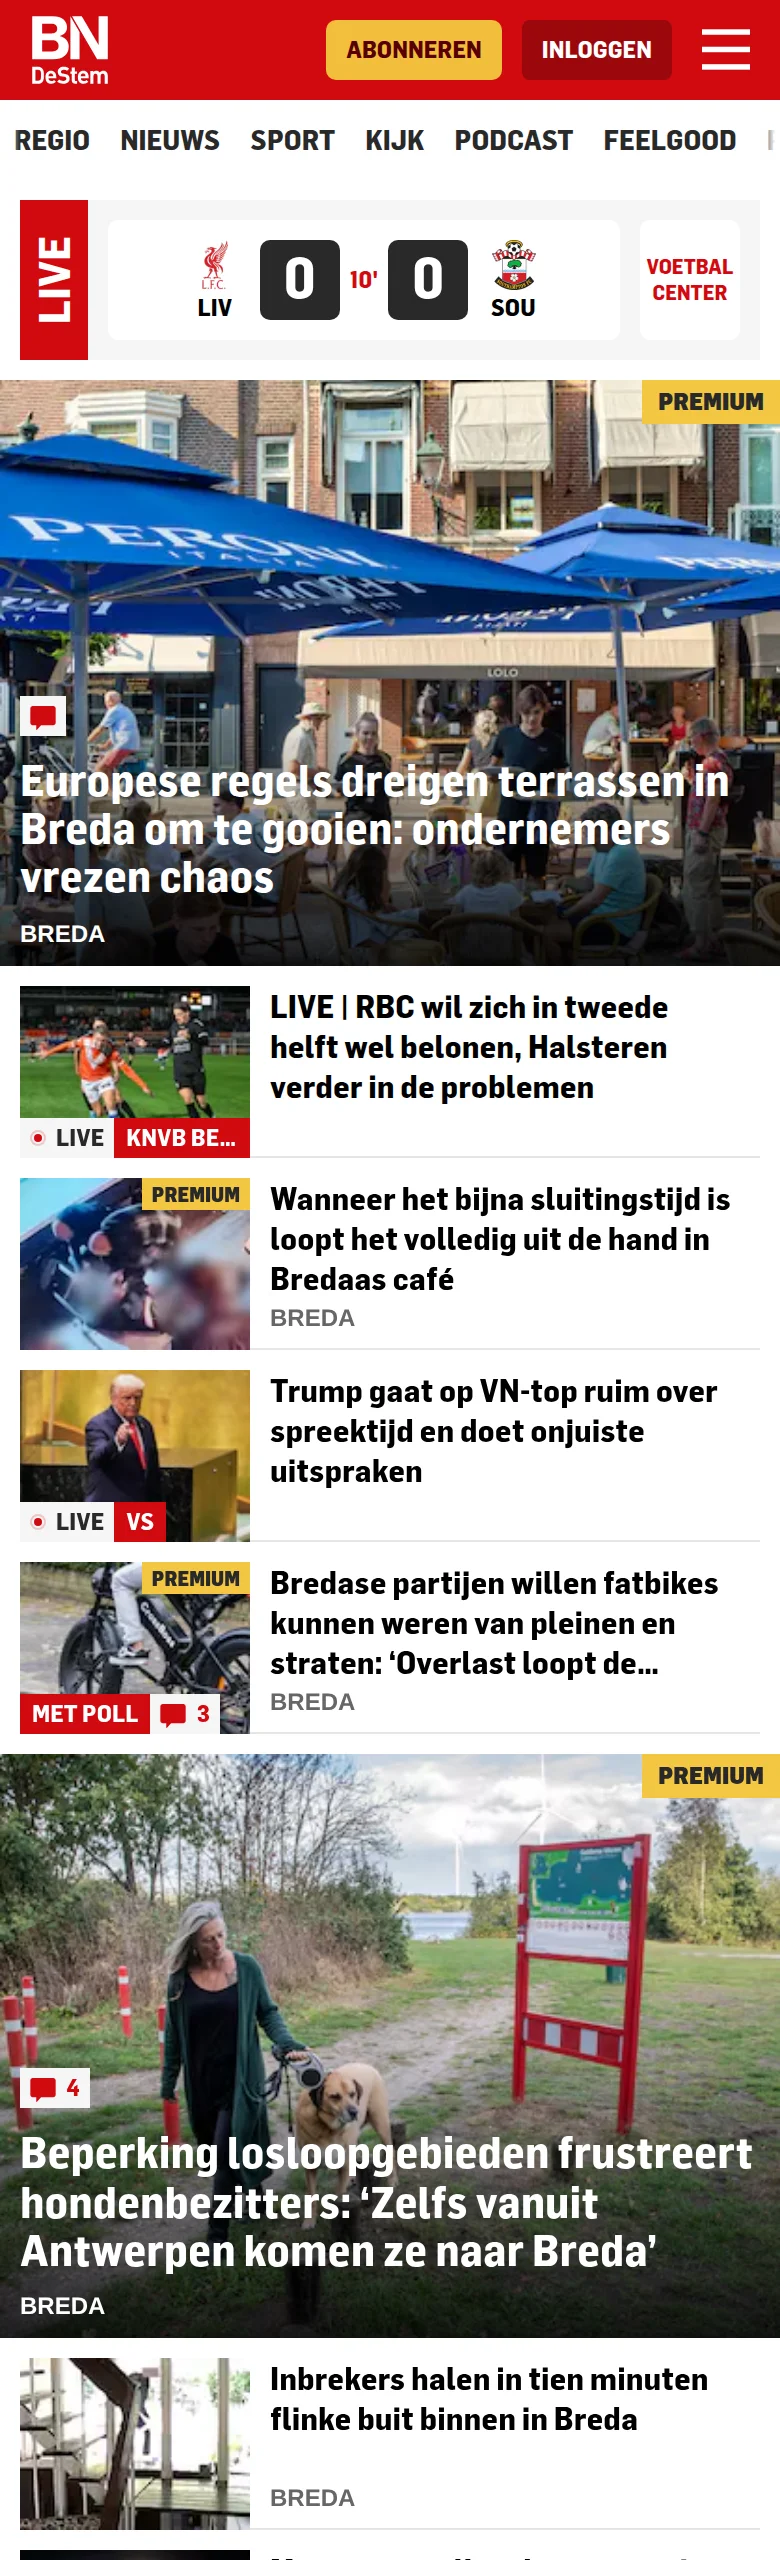 BN
DeStem
ABONNEREN
INLOGGEN
REGIO NIEUWS SPORT KIJK PODCAST FEELGOOD
LIVE
L.F.C.
LIV
0
10'
0
SOU
VOETBAL
CENTER
PREMIUM
PERONI
ITALIA
LOLO
Europese regels dreigen terrassen in
Breda om te gooien: ondernemers
vrezen chaos
BREDA
LIVE | RBC wil zich in tweede
helft wel belonen, Halsteren
verder in de problemen
LIVE KNVB BE...
PREMIUM
Wanneer het bijna sluitingstijd is
loopt het volledig uit de hand in
Bredaas café
BREDA
Trump gaat op VN-top ruim over
spreektijd en doet onjuiste
uitspraken
LIVE VS
PREMIUM
Bredase partijen willen fatbikes
kunnen weren van pleinen en
straten: ‘Overlast loopt de...
MET POLL 3
BREDA
PREMIUM
4
Beperking losloopgebieden frustreert
hondenbezitters: ‘Zelfs vanuit
Antwerpen komen ze naar Breda’
BREDA
Inbrekers halen in tien minuten
flinke buit binnen in Breda
BREDA